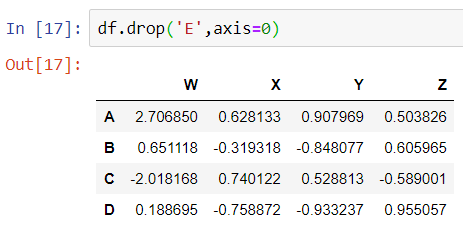 In [17]: df.drop('E',axis=0)
Out[17]:
W X Y Z
A 2.706850 0.628133 0.907969 0.503826
B 0.651118 -0.319318 -0.848077 0.605965
C -2.018168 0.740122 0.528813 -0.589001
D 0.188695 -0.758872 -0.933237 0.955057